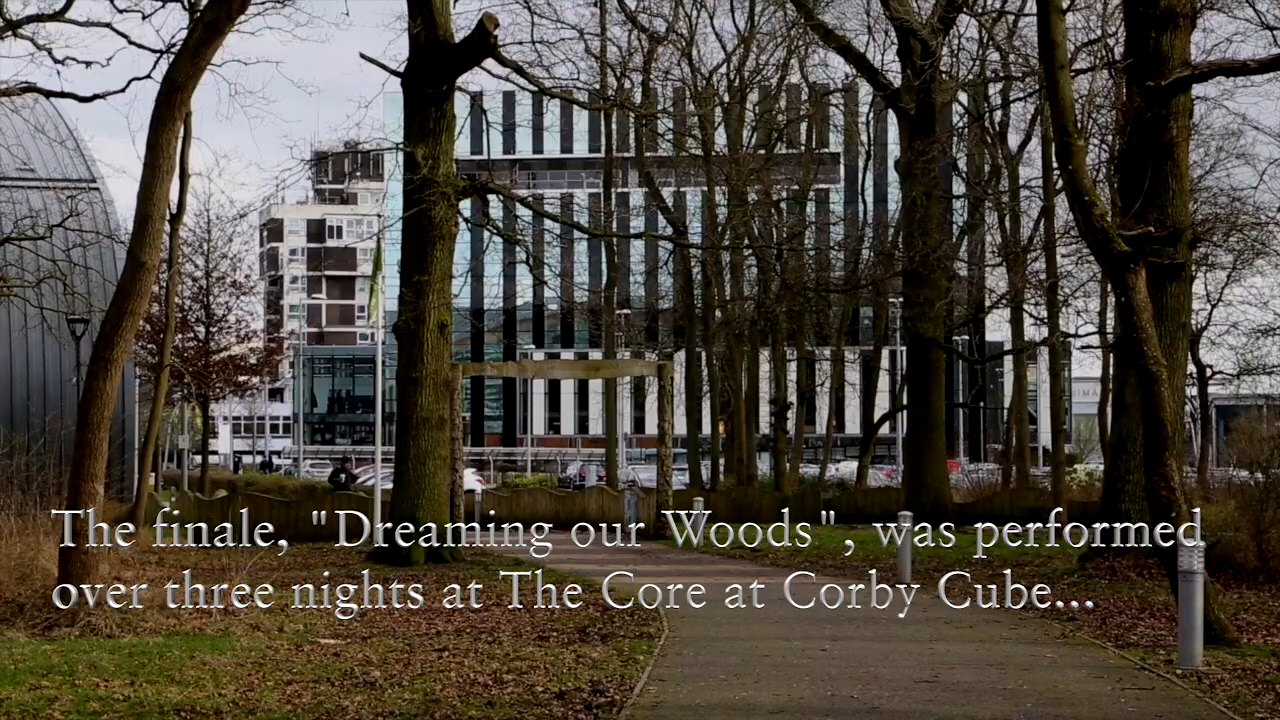 The finale, "Dreaming our Woods", was performed
over three nights at The Core at Corby Cube...